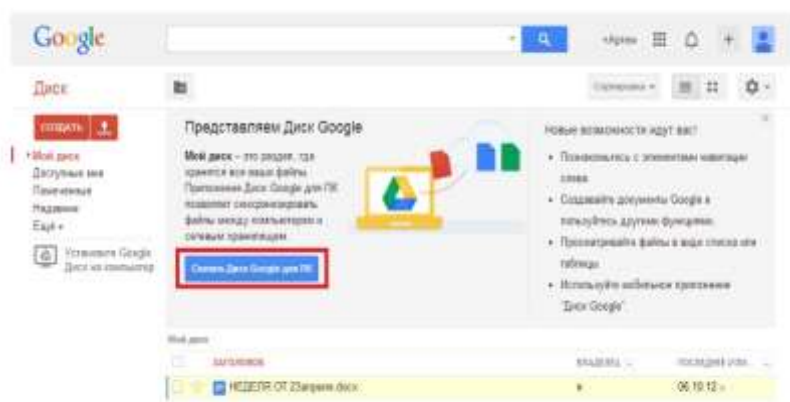 Google
+Артем
Диск
Сортировка
СОЗДАТЬ
Мой диск
Доступные мне
Помеченные
Недавние
Ещё
Установите Google
Диск на компьютер
Представляем Диск Google
Мой диск – это раздел, где
хранятся все ваши файлы.
Приложение Диск Google для ПК
позволяет синхронизировать
файлы между компьютером и
сетевым хранилищем.
Скачать Диск Google для ПК
Новые возможности ждут вас!
• Познакомьтесь с элементами навигации
слева.
• Создавайте документы Google и
пользуйтесь другими функциями.
• Просматривайте файлы в виде списка или
таблицы.
• Используйте мобильное приложение
"Диск Google"
Мой диск
ЗАГОЛОВОК
ВЛАДЕЛЕЦ
ПОСЛЕДНЕЕ ИЗМ.
НЕДЕЛЯ ОТ 23апреля.docx
я
06.10.12